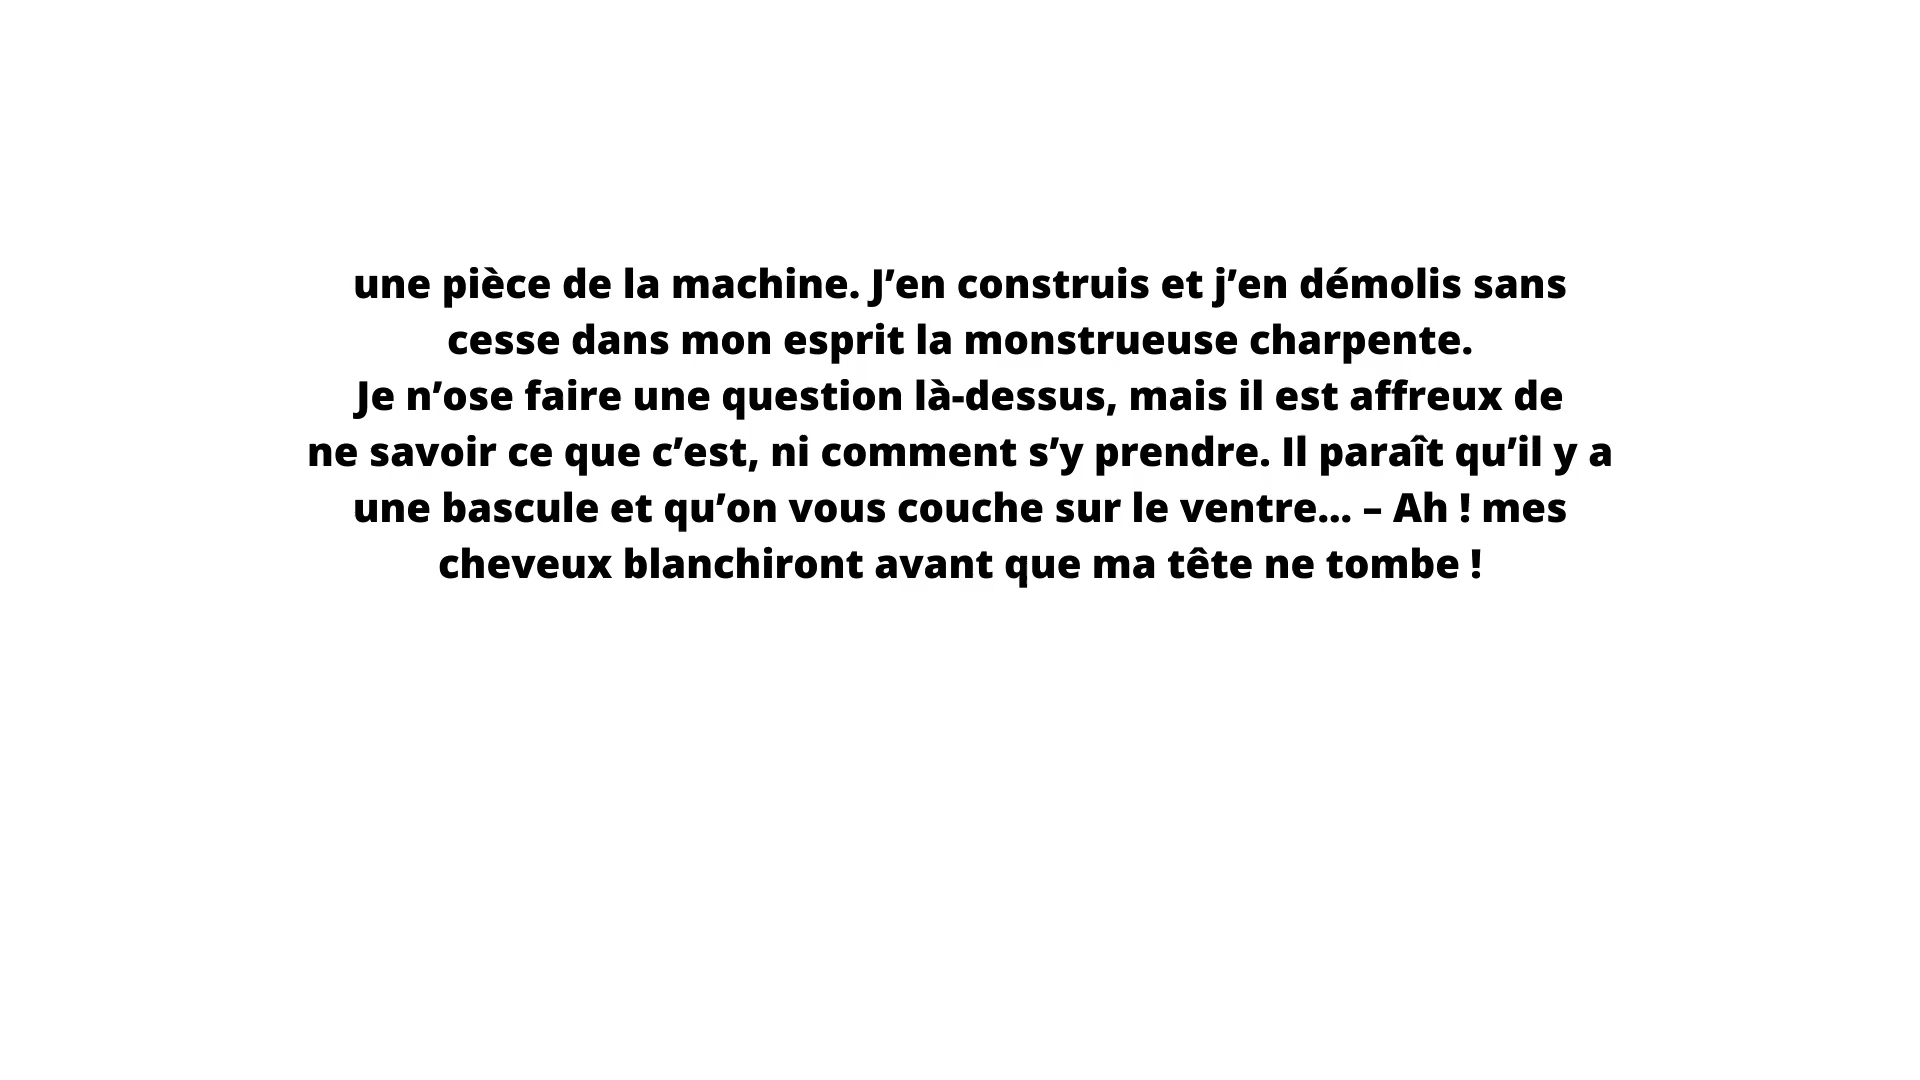 une pièce de la machine. J’en construis et j’en démolis sans
cesse dans mon esprit la monstrueuse charpente.
Je n’ose faire une question là-dessus, mais il est affreux de
ne savoir ce que c’est, ni comment s’y prendre. Il paraît qu’il y a
une bascule et qu’on vous couche sur le ventre... – Ah ! mes
cheveux blanchiront avant que ma tête ne tombe !